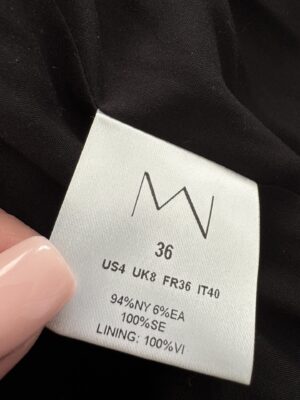 36
US4 UK8 FR36 IT40
94%NY 6%EA
100%SE
LINING: 100%VI